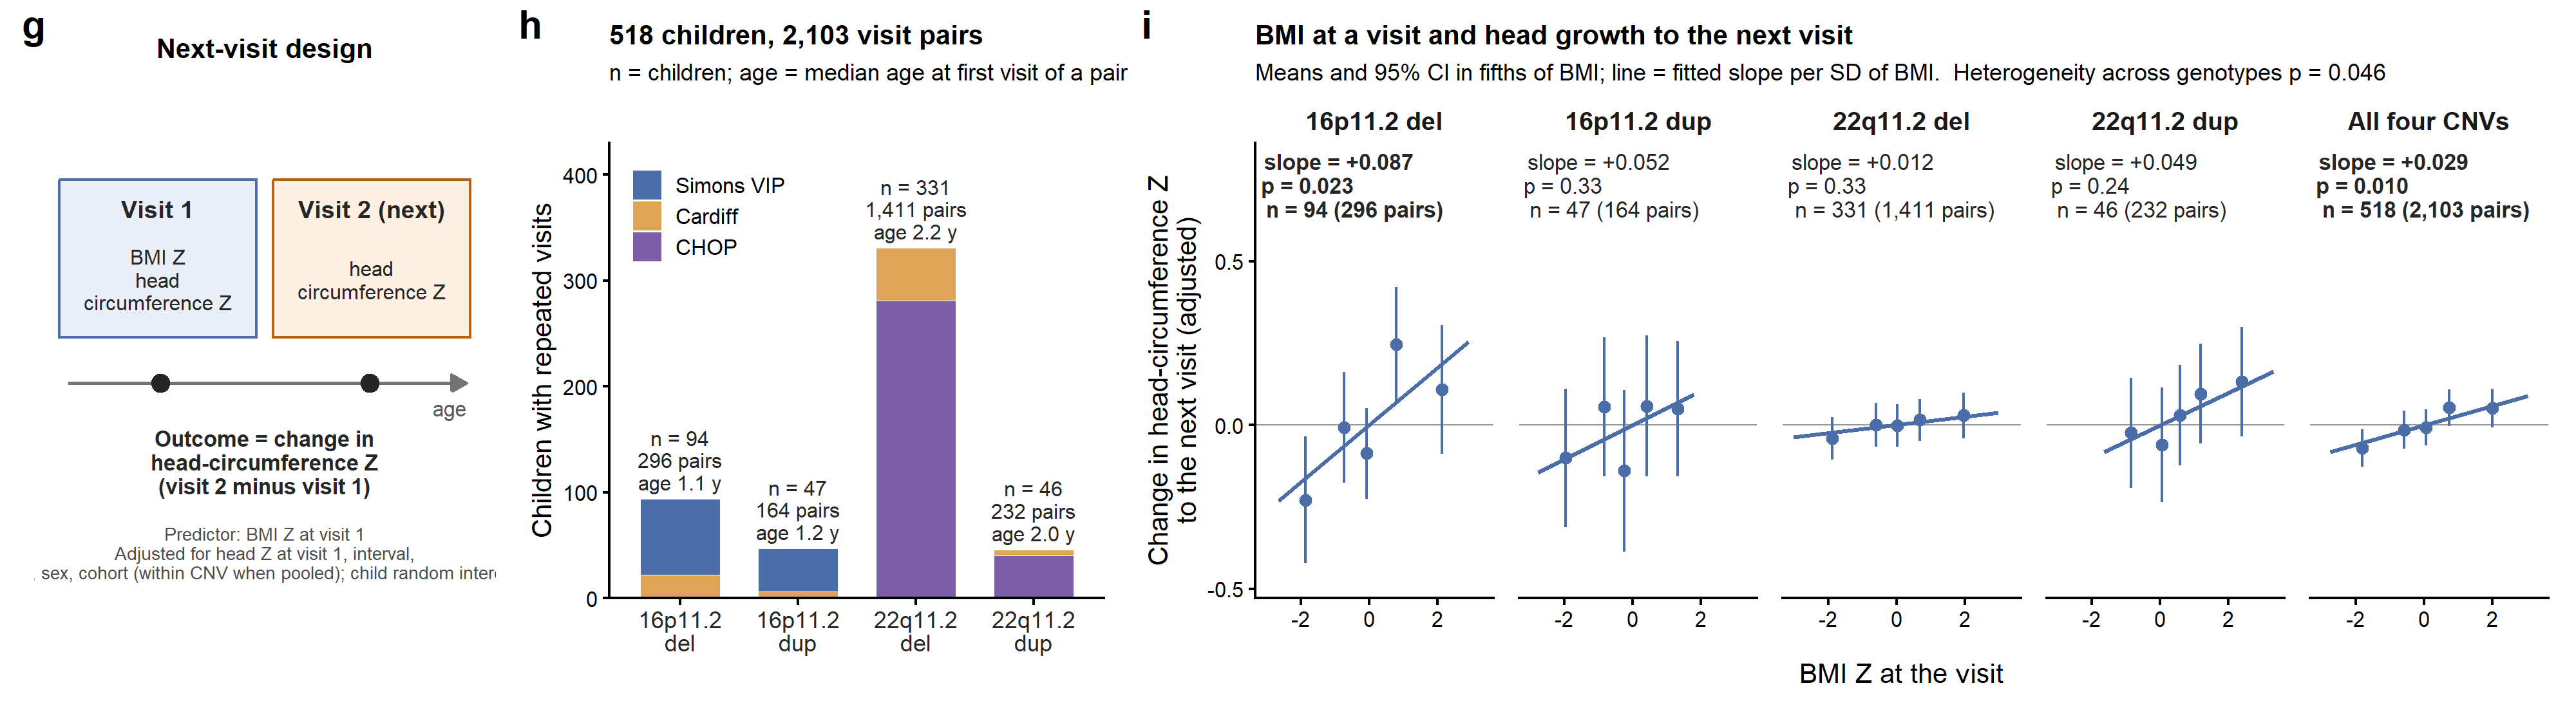 g
Next-visit design
Visit 1
BMI Z
head
circumference Z
Visit 2 (next)
head
circumference Z
age
Outcome = change in
head-circumference Z
(visit 2 minus visit 1)
Predictor: BMI Z at visit 1
Adjusted for head Z at visit 1, interval,
, sex, cohort (within CNV when pooled); child random inter
h
518 children, 2,103 visit pairs
n = children; age = median age at first visit of a pair
Children with repeated visits
400
300
200
100
0
Simons VIP
Cardiff
CHOP
n = 94
296 pairs
age 1.1 y
n = 47
164 pairs
age 1.2 y
n = 331
1,411 pairs
age 2.2 y
n = 46
232 pairs
age 2.0 y
16p11.2
del
16p11.2
dup
22q11.2
del
22q11.2
dup
i
BMI at a visit and head growth to the next visit
Means and 95% CI in fifths of BMI; line = fitted slope per SD of BMI.  Heterogeneity across genotypes p = 0.046
Change in head-circumference Z
to the next visit (adjusted)
0.5
0.0
-0.5
16p11.2 del
slope = +0.087
p = 0.023
n = 94 (296 pairs)
-2 0 2
16p11.2 dup
slope = +0.052
p = 0.33
n = 47 (164 pairs)
-2 0 2
22q11.2 del
slope = +0.012
p = 0.33
n = 331 (1,411 pairs)
-2 0 2
22q11.2 dup
slope = +0.049
p = 0.24
n = 46 (232 pairs)
-2 0 2
All four CNVs
slope = +0.029
p = 0.010
n = 518 (2,103 pairs)
-2 0 2
BMI Z at the visit